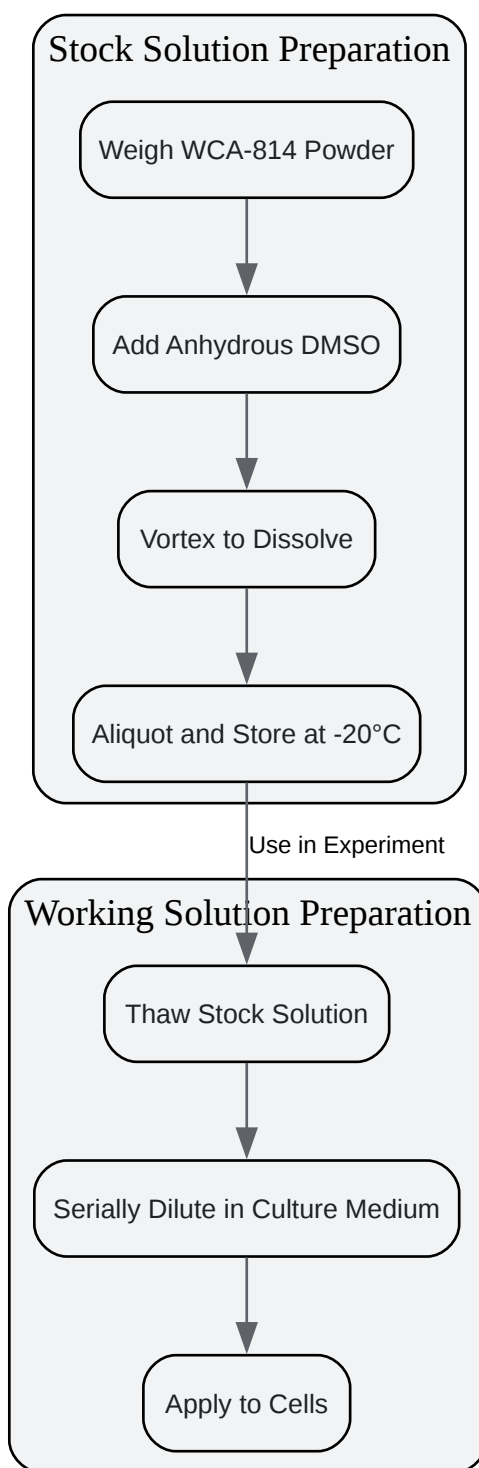 Stock Solution Preparation
Weigh WCA-814 Powder
Add Anhydrous DMSO
Vortex to Dissolve
Aliquot and Store at -20°C
Use in Experiment
Working Solution Preparation
Thaw Stock Solution
Serially Dilute in Culture Medium
Apply to Cells